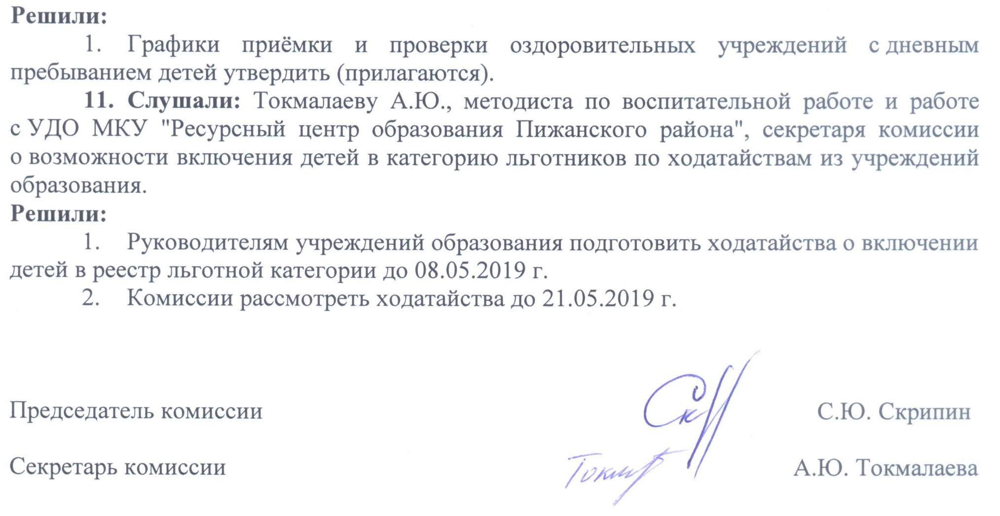 Решили:
1. Графики приёмки и проверки оздоровительных учреждений с дневным
пребыванием детей утвердить (прилагаются).
11. Слушали: Токмалаеву А.Ю., методиста по воспитательной работе и работе
с УДО МКУ "Ресурсный центр образования Пижанского района", секретаря комиссии
о возможности включения детей в категорию льготников по ходатайствам из учреждений
образования.
Решили:
1. Руководителям учреждений образования подготовить ходатайства о включении
детей в реестр льготной категории до 08.05.2019 г.
2. Комиссии рассмотреть ходатайства до 21.05.2019 г.
Председатель комиссии С.Ю. Скрипин
Секретарь комиссии А.Ю. Токмалаева